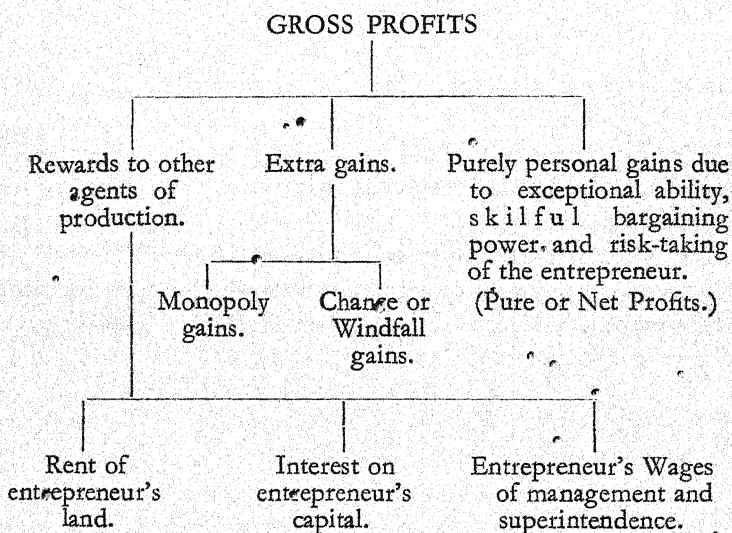 GROSS PROFITS
Rewards to other
agents of
production.
Extra gains.
Purely personal gains due
to exceptional ability,
skilful bargaining
power, and risk-taking
of the entrepreneur.
(Pure or Net Profits.)
Monopoly
gains.
Chance or
Windfall
gains.
Rent of
entrepreneur's
land.
Interest on
entrepreneur's
capital.
Entrepreneur's Wages
of management and
superintendence.